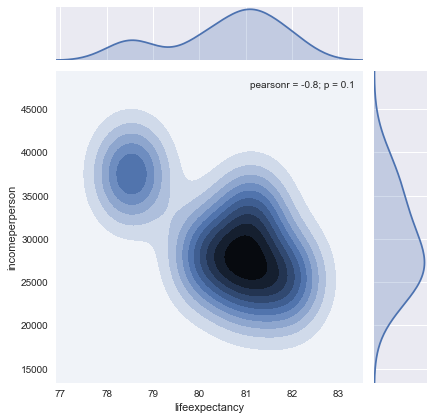 pearsonr = -0.8; p = 0.1
45000
40000
35000
30000
25000
20000
15000
incomeperperson
77 78 79 80 81 82 83
lifeexpectancy